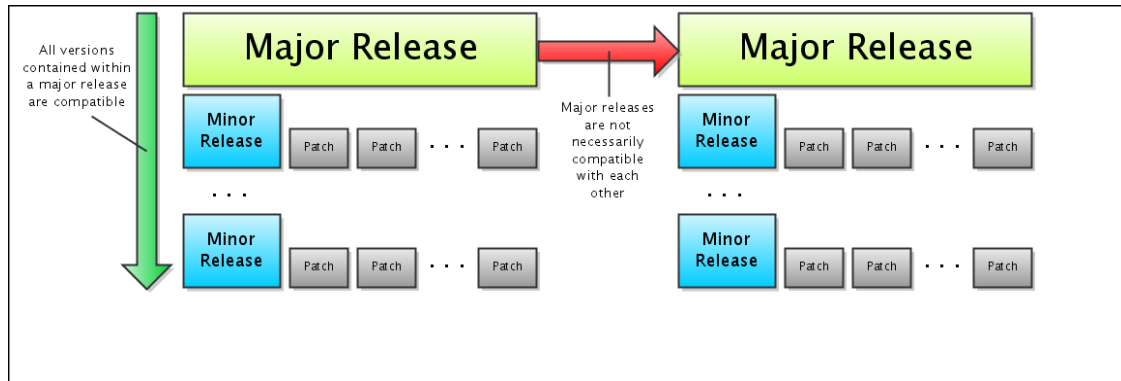 All versions
contained within
a major release
are compatible
Major Release
Minor
Release
Patch
Patch
. . .
Patch
. . .
Minor
Release
Patch
Patch
. . .
Patch
Major releases
are not
necessarily
compatible
with each
other
Major Release
Minor
Release
Patch
Patch
. . .
Patch
. . .
Minor
Release
Patch
Patch
. . .
Patch